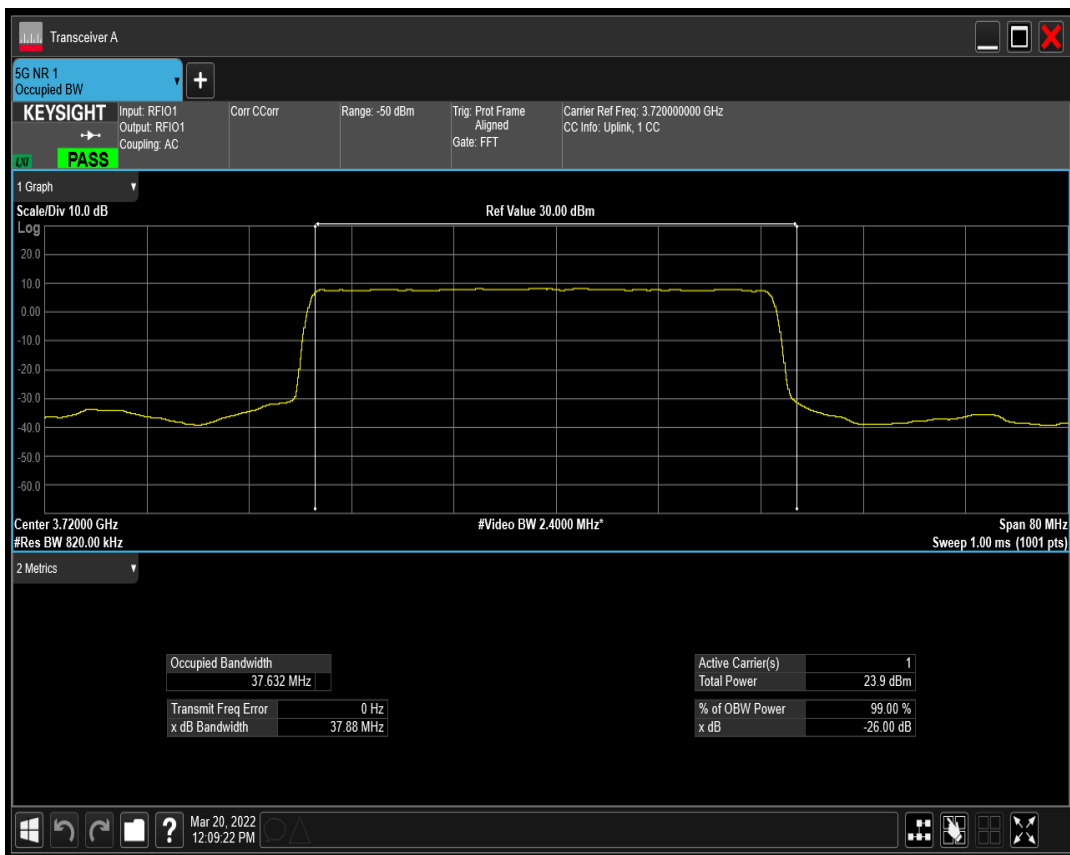 Transceiver A
5G NR 1
Occupied BW
+
KEYSIGHT
LXI
PASS
Input: RFIO1
Output: RFIO1
Coupling: AC
Corr CCorr
Range: -50 dBm
Trig: Prot Frame
Aligned
Gate: FFT
Carrier Ref Freq: 3.720000000 GHz
CC Info: Uplink, 1 CC
1 Graph
Scale/Div 10.0 dB
Ref Value 30.00 dBm
Log
20.0
10.0
0.00
-10.0
-20.0
-30.0
-40.0
-50.0
-60.0
Center 3.72000 GHz
#Video BW 2.4000 MHz*
Span 80 MHz
#Res BW 820.00 kHz
Sweep 1.00 ms (1001 pts)
2 Metrics
Occupied Bandwidth
37.632 MHz
Transmit Freq Error 0 Hz
x dB Bandwidth 37.88 MHz
Active Carrier(s) 1
Total Power 23.9 dBm
% of OBW Power 99.00 %
x dB -26.00 dB
?
Mar 20, 2022
12:09:22 PM